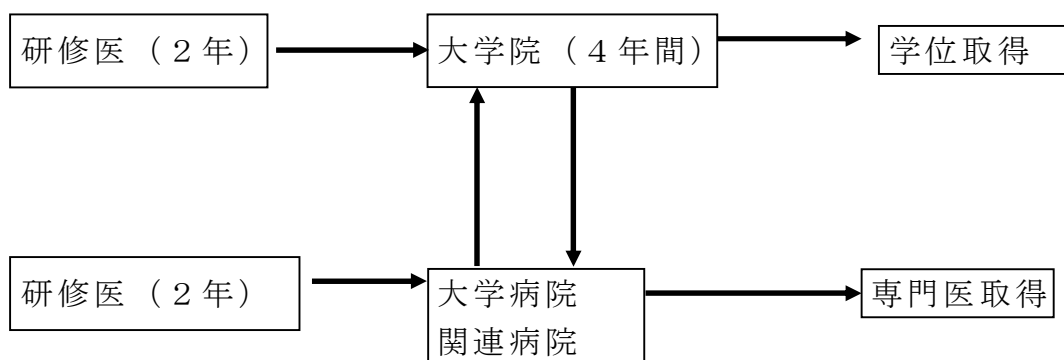 研修医（２年）
大学院（４年間）
学位取得
研修医（２年）
大学病院
関連病院
専門医取得